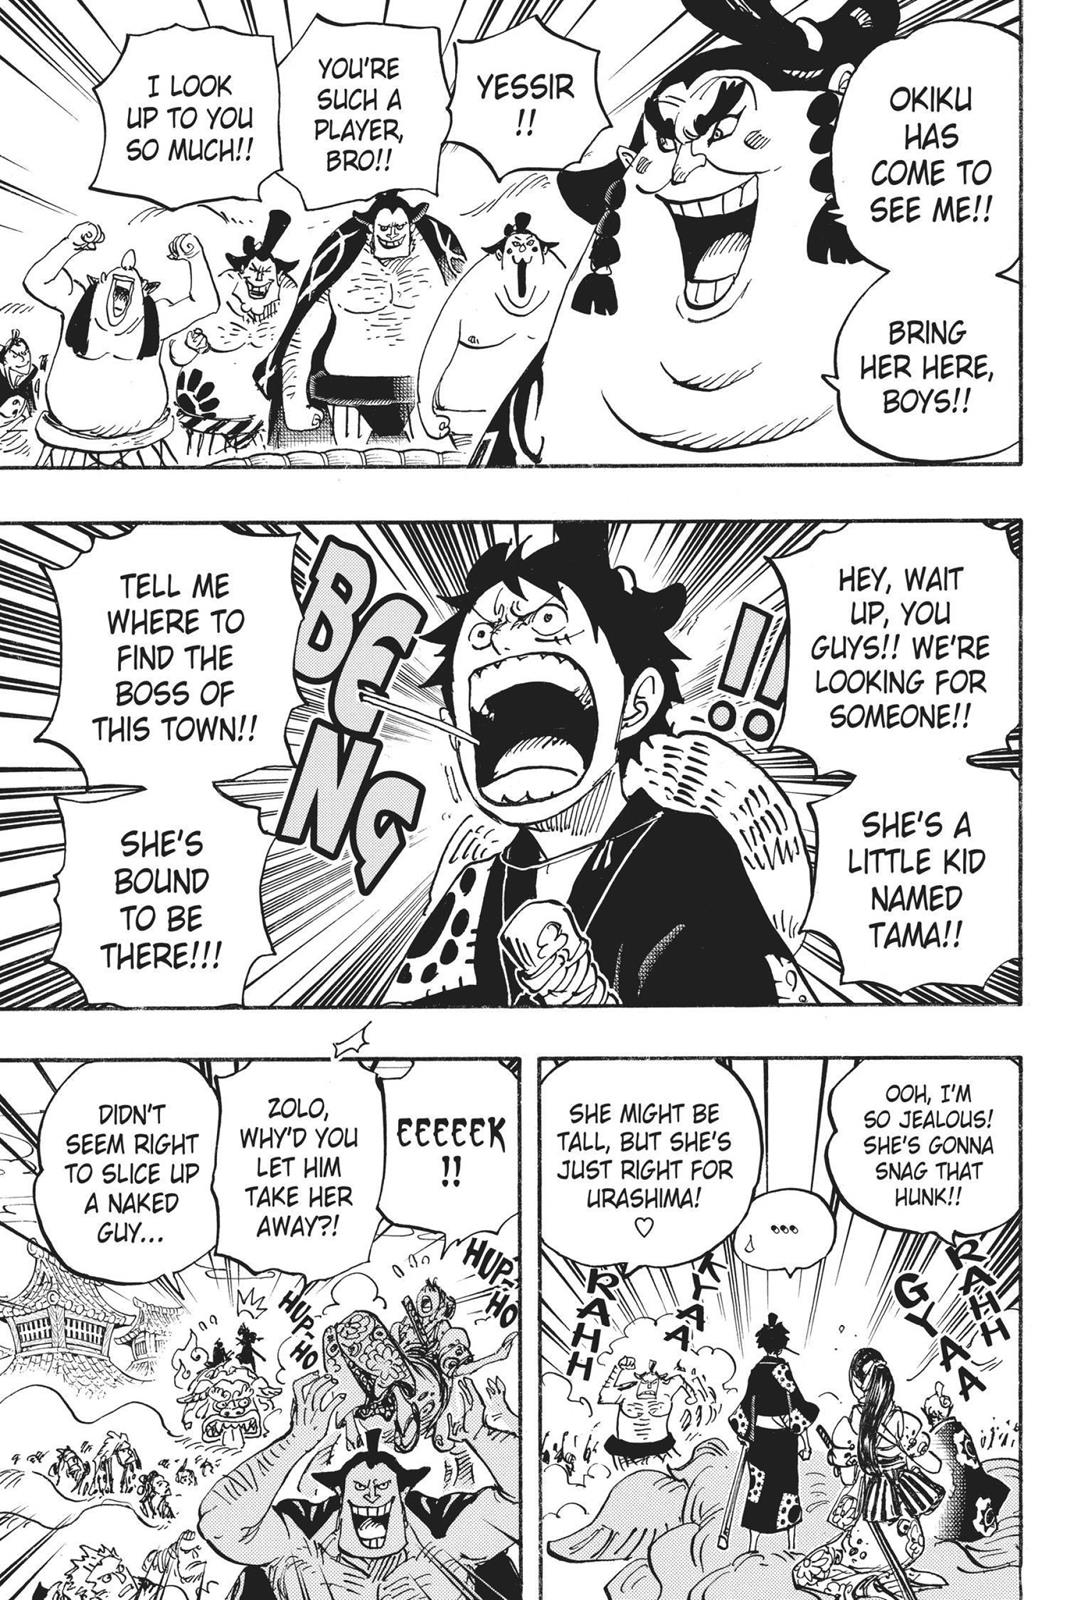 OKIKU
HAS
COME TO
SEE ME!!
BRING
HER HERE,
BOYS!!
YESSIR
!!
YOU'RE
SUCH A
PLAYER,
BRO!!
I LOOK
UP TO YOU
SO MUCH!!
HEY, WAIT
UP, YOU
GUYS!! WE'RE
LOOKING FOR
SOMEONE!!
SHE'S A
LITTLE KID
NAMED
TAMA!!
!!
BENG
TELL ME
WHERE TO
FIND THE
BOSS OF
THIS TOWN!!
SHE'S
BOUND
TO BE
THERE!!!
OOH, I'M
SO JEALOUS!
SHE'S GONNA
SNAG THAT
HUNK!!
...
SHE MIGHT BE
TALL, BUT SHE'S
JUST RIGHT FOR
URASHIMA!
♡
RAHH
GYAA
KYAA
RAHH
EEEEEK
!!
ZOLO,
WHY'D YOU
LET HIM
TAKE HER
AWAY?!
DIDN'T
SEEM RIGHT
TO SLICE UP
A NAKED
GUY...
HUP-HO
HUP-HO